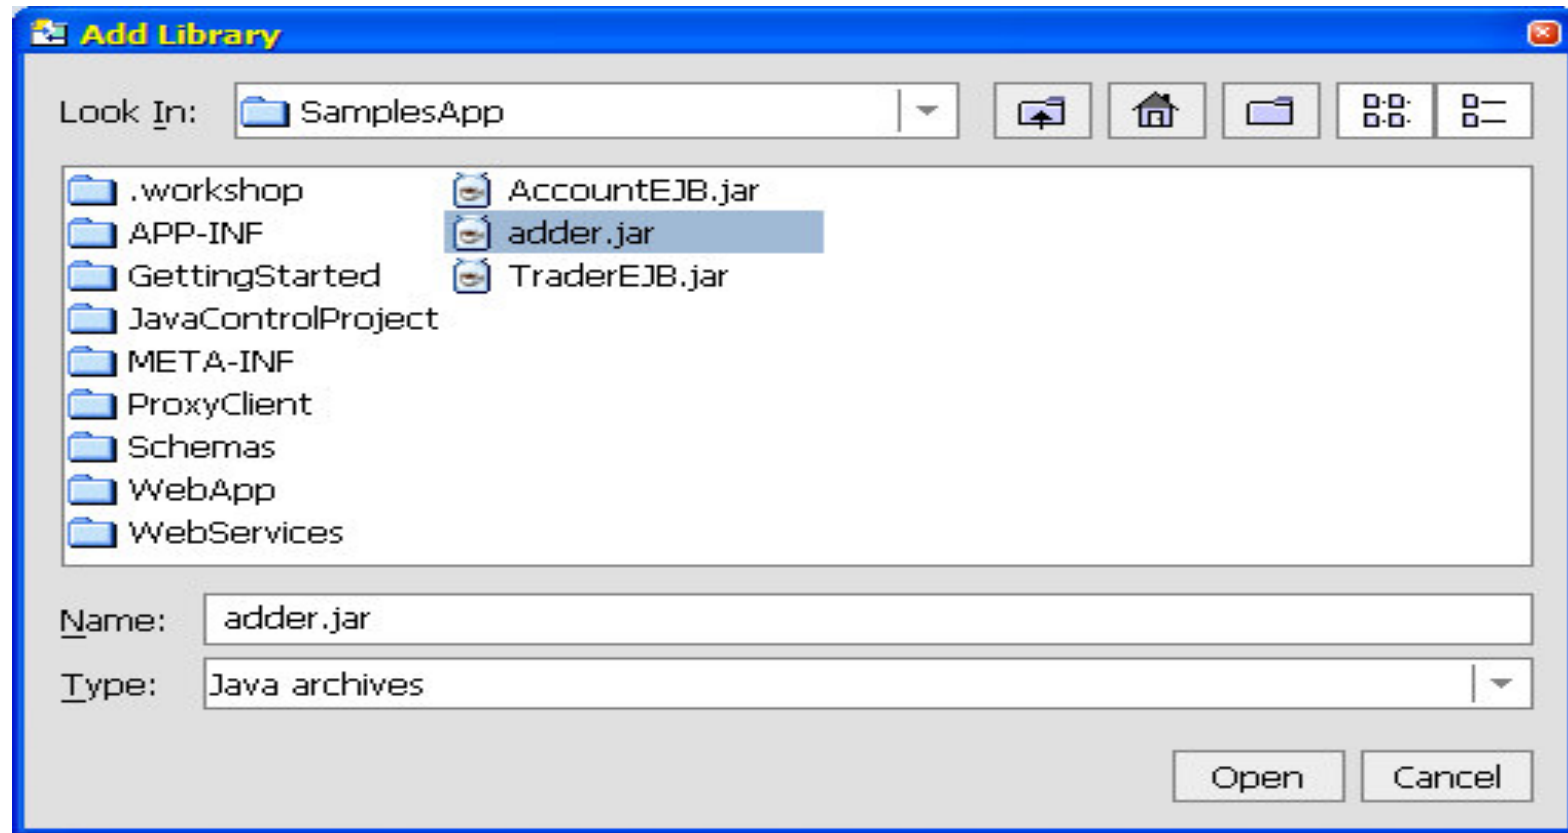 Add Library
Look In: SamplesApp
.workshop AccountEJB.jar
APP-INF adder.jar
GettingStarted TraderEJB.jar
JavaControlProject
META-INF
ProxyClient
Schemas
WebApp
WebServices
Name: adder.jar
Type: Java archives
Open Cancel